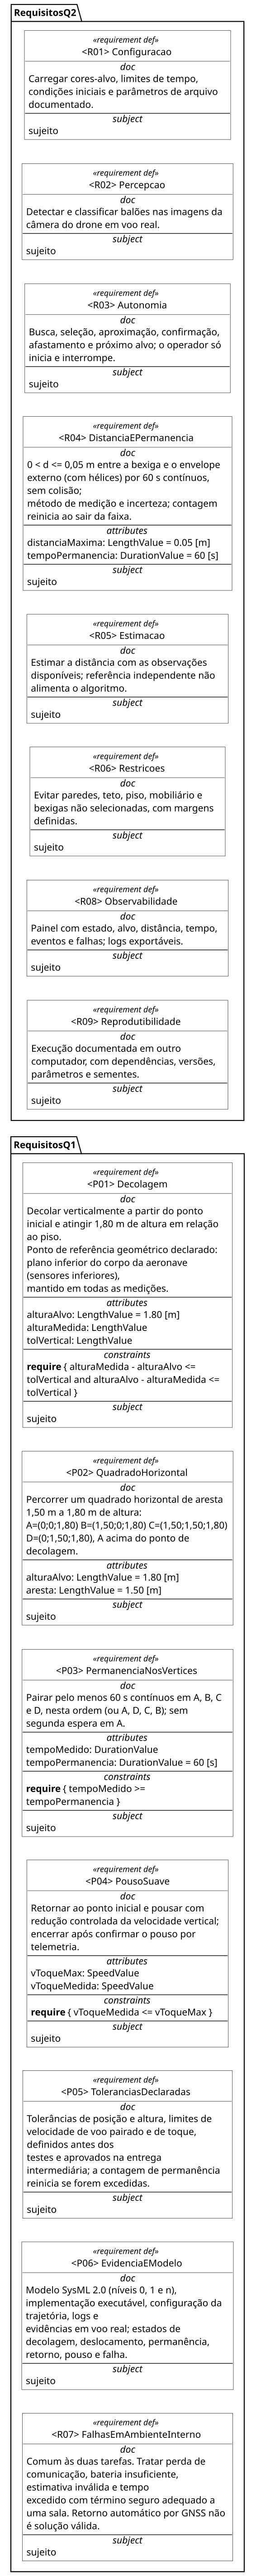 RequisitosQ2
«requirement def»
<R01> Configuracao
doc
Carregar cores-alvo, limites de tempo,
condições iniciais e parâmetros de arquivo
documentado.
subject
sujeito
«requirement def»
<R02> Percepcao
doc
Detectar e classificar balões nas imagens da
câmera do drone em voo real.
subject
sujeito
«requirement def»
<R03> Autonomia
doc
Busca, seleção, aproximação, confirmação,
afastamento e próximo alvo; o operador só
inicia e interrompe.
subject
sujeito
«requirement def»
<R04> DistanciaEPermanencia
doc
0 < d <= 0,05 m entre a bexiga e o envelope
externo (com hélices) por 60 s contínuos,
sem colisão;
método de medição e incerteza; contagem
reinicia ao sair da faixa.
attributes
distanciaMaxima: LengthValue = 0.05 [m]
tempoPermanencia: DurationValue = 60 [s]
subject
sujeito
«requirement def»
<R05> Estimacao
doc
Estimar a distância com as observações
disponíveis; referência independente não
alimenta o algoritmo.
subject
sujeito
«requirement def»
<R06> Restricoes
doc
Evitar paredes, teto, piso, mobiliário e
bexigas não selecionadas, com margens
definidas.
subject
sujeito
«requirement def»
<R08> Observabilidade
doc
Painel com estado, alvo, distância, tempo,
eventos e falhas; logs exportáveis.
subject
sujeito
«requirement def»
<R09> Reprodutibilidade
doc
Execução documentada em outro
computador, com dependências, versões,
parâmetros e sementes.
subject
sujeito
RequisitosQ1
«requirement def»
<P01> Decolagem
doc
Decolar verticalmente a partir do ponto
inicial e atingir 1,80 m de altura em relação
ao piso.
Ponto de referência geométrico declarado:
plano inferior do corpo da aeronave
(sensores inferiores),
mantido em todas as medições.
attributes
alturaAlvo: LengthValue = 1.80 [m]
alturaMedida: LengthValue
tolVertical: LengthValue
constraints
require { alturaMedida - alturaAlvo <=
tolVertical and alturaAlvo - alturaMedida <=
tolVertical }
subject
sujeito
«requirement def»
<P02> QuadradoHorizontal
doc
Percorrer um quadrado horizontal de aresta
1,50 m a 1,80 m de altura:
A=(0;0;1,80) B=(1,50;0;1,80) C=(1,50;1,50;1,80)
D=(0;1,50;1,80), A acima do ponto de
decolagem.
attributes
alturaAlvo: LengthValue = 1.80 [m]
aresta: LengthValue = 1.50 [m]
subject
sujeito
«requirement def»
<P03> PermanenciaNosVertices
doc
Pairar pelo menos 60 s contínuos em A, B, C
e D, nesta ordem (ou A, D, C, B); sem
segunda espera em A.
attributes
tempoMedido: DurationValue
tempoPermanencia: DurationValue = 60 [s]
constraints
require { tempoMedido >=
tempoPermanencia }
subject
sujeito
«requirement def»
<P04> PousoSuave
doc
Retornar ao ponto inicial e pousar com
redução controlada da velocidade vertical;
encerrar após confirmar o pouso por
telemetria.
attributes
vToqueMax: SpeedValue
vToqueMedida: SpeedValue
constraints
require { vToqueMedida <= vToqueMax }
subject
sujeito
«requirement def»
<P05> ToleranciasDeclaradas
doc
Tolerâncias de posição e altura, limites de
velocidade de voo pairado e de toque,
definidos antes dos
testes e aprovados na entrega
intermediária; a contagem de permanência
reinicia se forem excedidas.
subject
sujeito
«requirement def»
<P06> EvidenciaEModelo
doc
Modelo SysML 2.0 (níveis 0, 1 e n),
implementação executável, configuração da
trajetória, logs e
evidências em voo real; estados de
decolagem, deslocamento, permanência,
retorno, pouso e falha.
subject
sujeito
«requirement def»
<R07> FalhasEmAmbienteInterno
doc
Comum às duas tarefas. Tratar perda de
comunicação, bateria insuficiente,
estimativa inválida e tempo
excedido com término seguro adequado a
uma sala. Retorno automático por GNSS não
é solução válida.
subject
sujeito